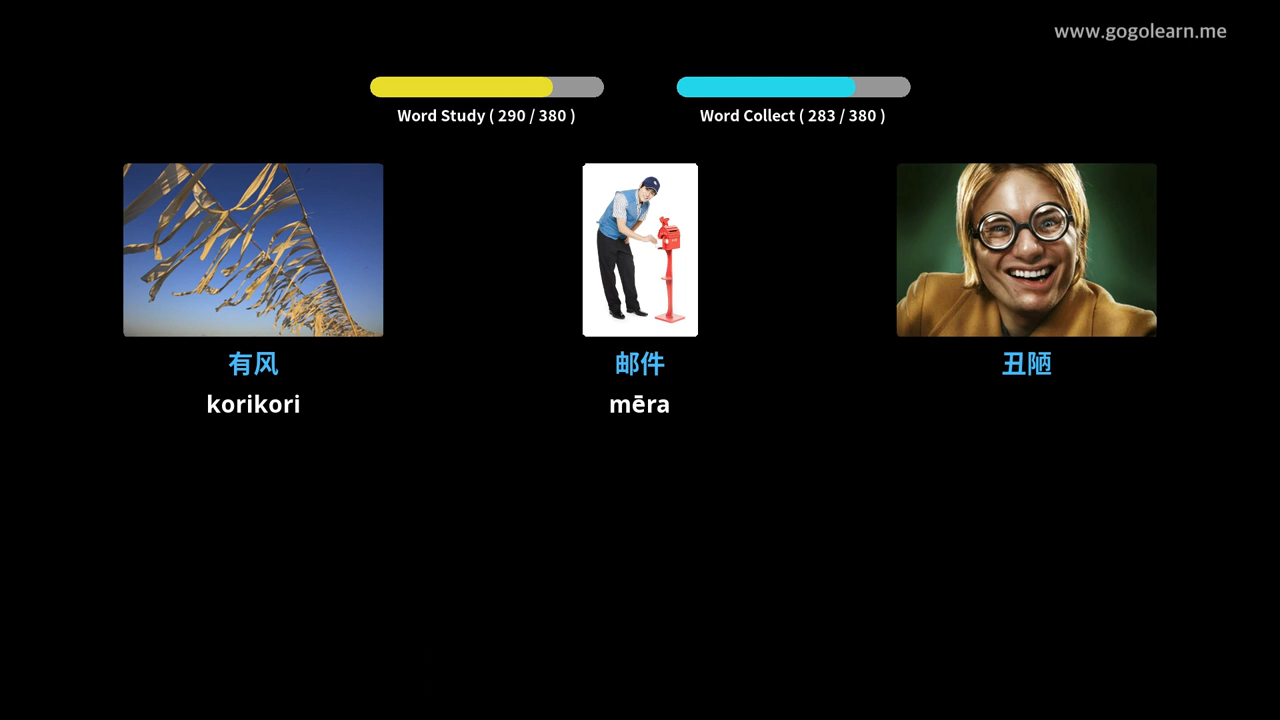 www.gogolearn.me
Word Study ( 290 / 380 )
Word Collect ( 283 / 380 )
有风
邮件
丑陋
korikori
mēra